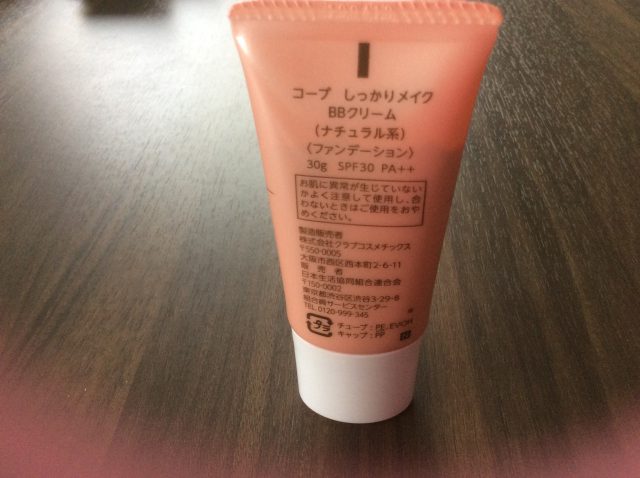 コープ しっかりメイク
BBクリーム
(ナチュラル系)
〈ファンデーション〉
30g SPF30 PA++
お肌に異常が生じていない
かよく注意して使用し、合
わないときはご使用をおや
めください。
製造販売者
株式会社クラブコスメチックス
〒550-0005
大阪市西区西本町2-6-11
販売者
日本生活協同組合連合会
〒150-0002
東京都渋谷区渋谷3-29-8
組合員サービスセンター
TEL.0120-999-345
プラ
チューブ:PE,EVOH
キャップ:PP